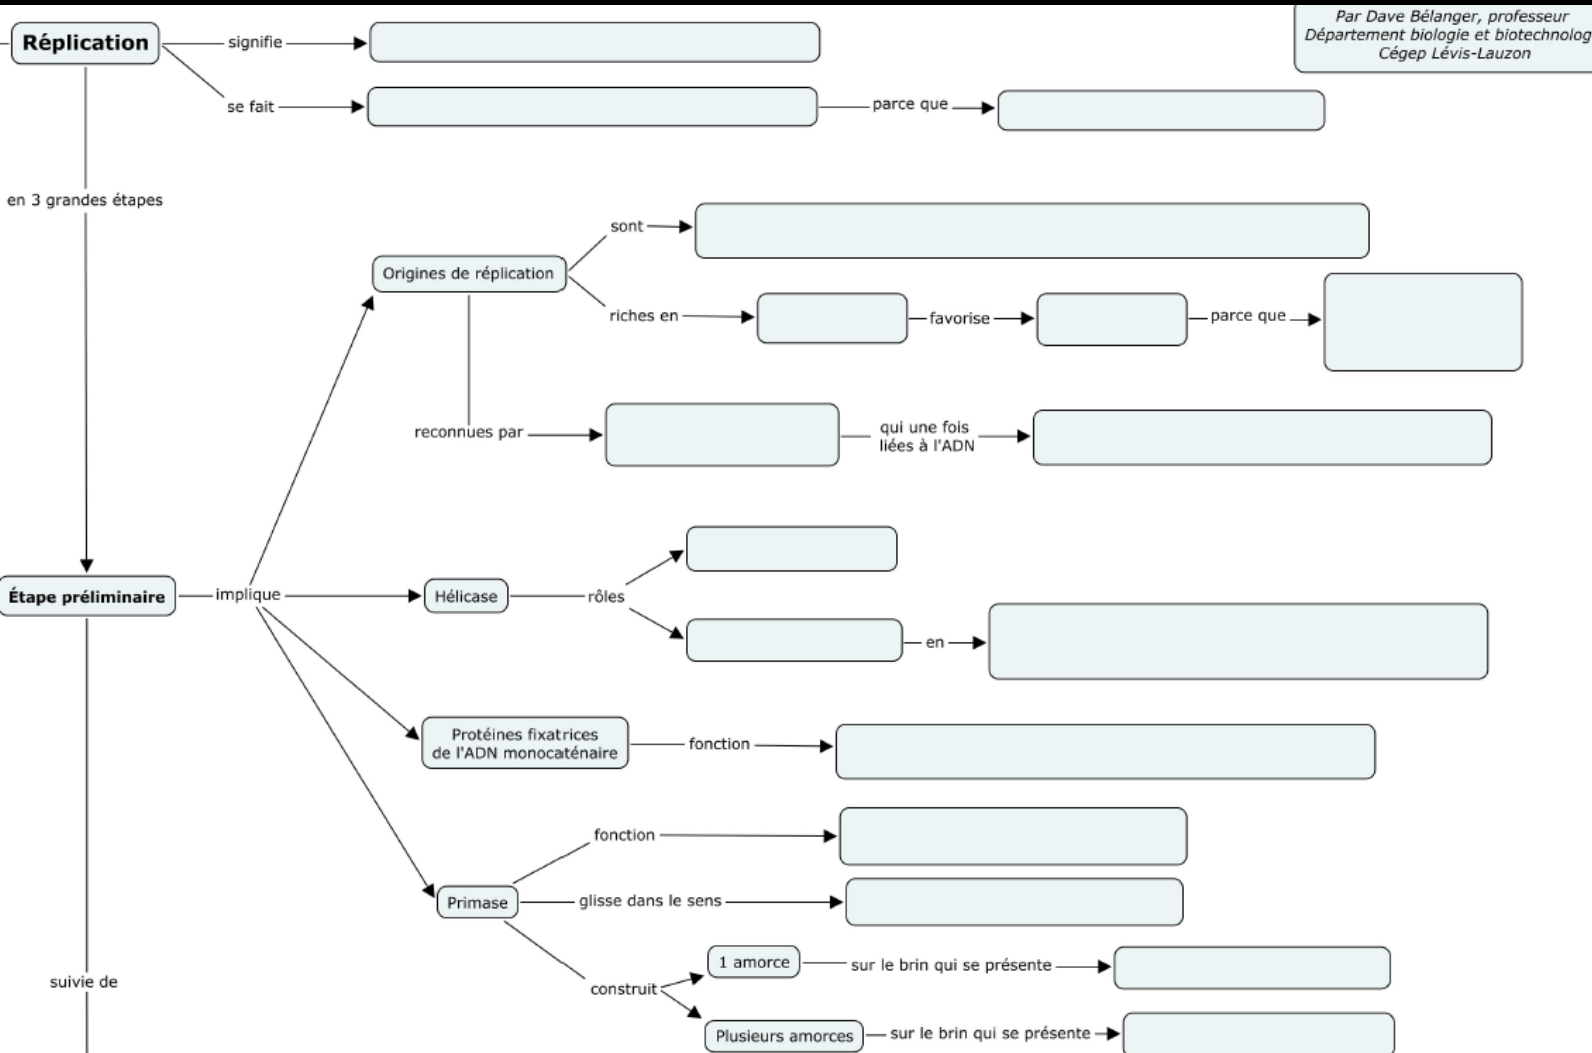 Par Dave Bélanger, professeur
Département biologie et biotechnolog
Cégep Lévis-Lauzon
Réplication
signifie
se fait
parce que
en 3 grandes étapes
sont
Origines de réplication
riches en
favorise
parce que
reconnues par
qui une fois
liées à l'ADN
Étape préliminaire
implique
Hélicase
rôles
en
Protéines fixatrices
de l'ADN monocaténaire
fonction
fonction
Primase
glisse dans le sens
1 amorce
sur le brin qui se présente
suivie de
construit
Plusieurs amorces
sur le brin qui se présente